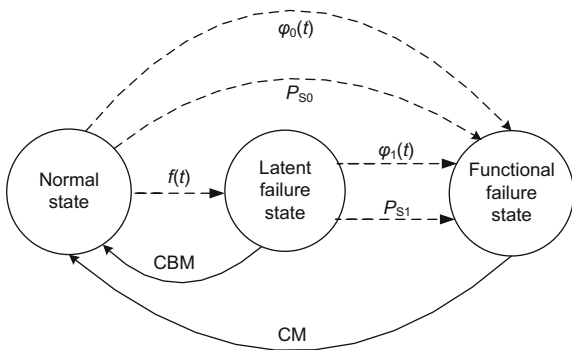 φ0(t)
PS0
Normal
state
f(t)
Latent
failure
state
φ1(t)
PS1
Functional
failure
state
CBM
CM